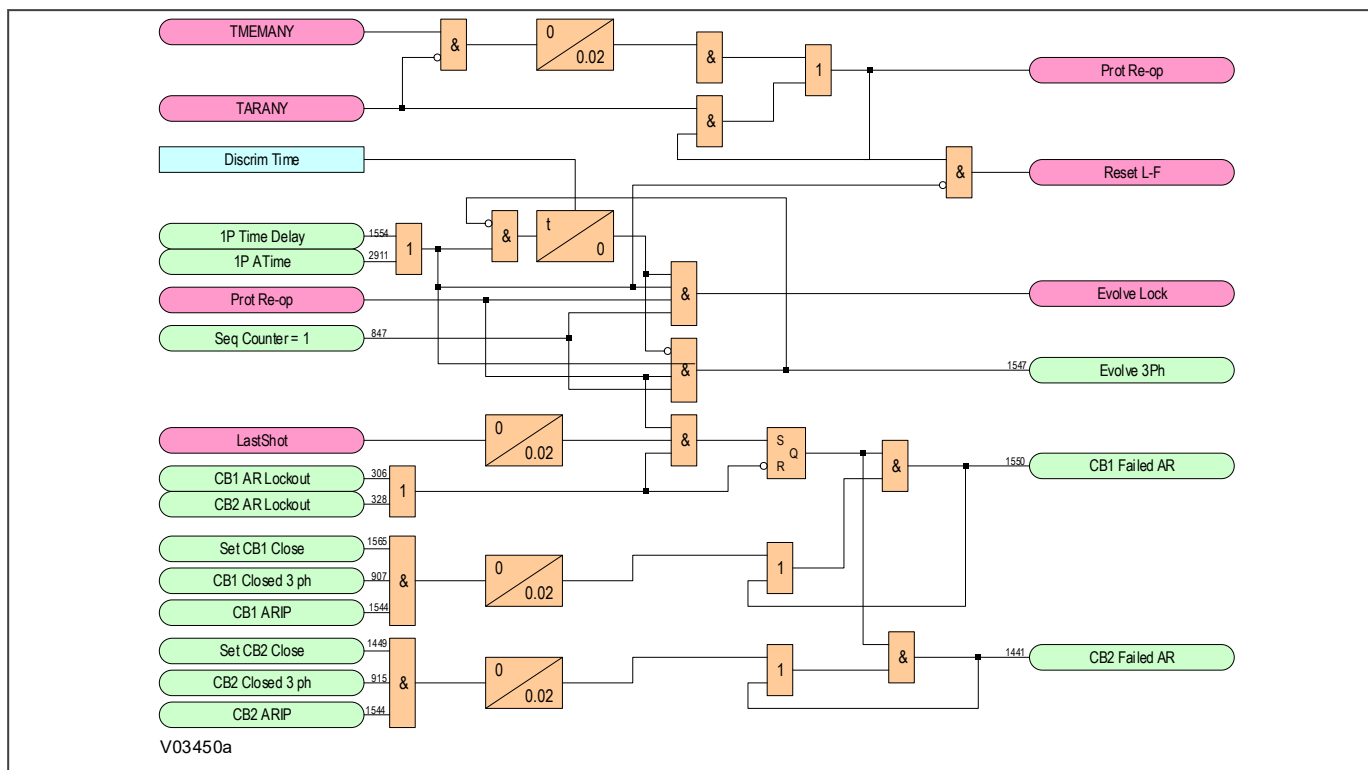 TMEMANY
&
0
0.02
&
1
Prot Re-op
TARANY
&
Discrim Time
&
Reset L-F
1P Time Delay
1554
1
&
t
0
1P ATime
2911
Prot Re-op
&
Evolve Lock
Seq Counter = 1
847
&
1547
Evolve 3Ph
LastShot
0
0.02
&
S
Q
R
&
1550
CB1 Failed AR
CB1 AR Lockout
306
1
CB2 AR Lockout
328
Set CB1 Close
1565
CB1 Closed 3 ph
907
&
0
0.02
1
CB1 ARIP
1544
Set CB2 Close
1449
CB2 Closed 3 ph
915
&
0
0.02
1
&
1441
CB2 Failed AR
CB2 ARIP
1544
V03450a